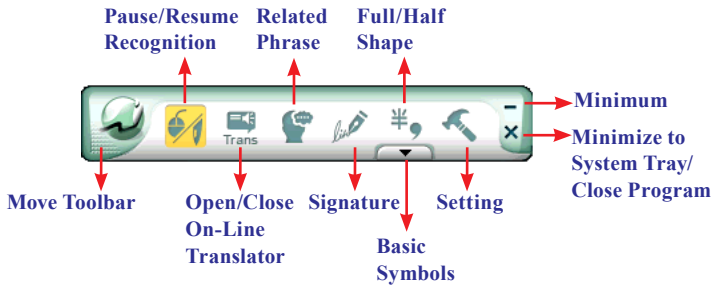 Pause/Resume
Recognition
Related
Phrase
Full/Half
Shape
Minimum
Minimize to
System Tray/
Close Program
Trans
半,
Move Toolbar
Open/Close
On-Line
Translator
Signature
Basic
Symbols
Setting